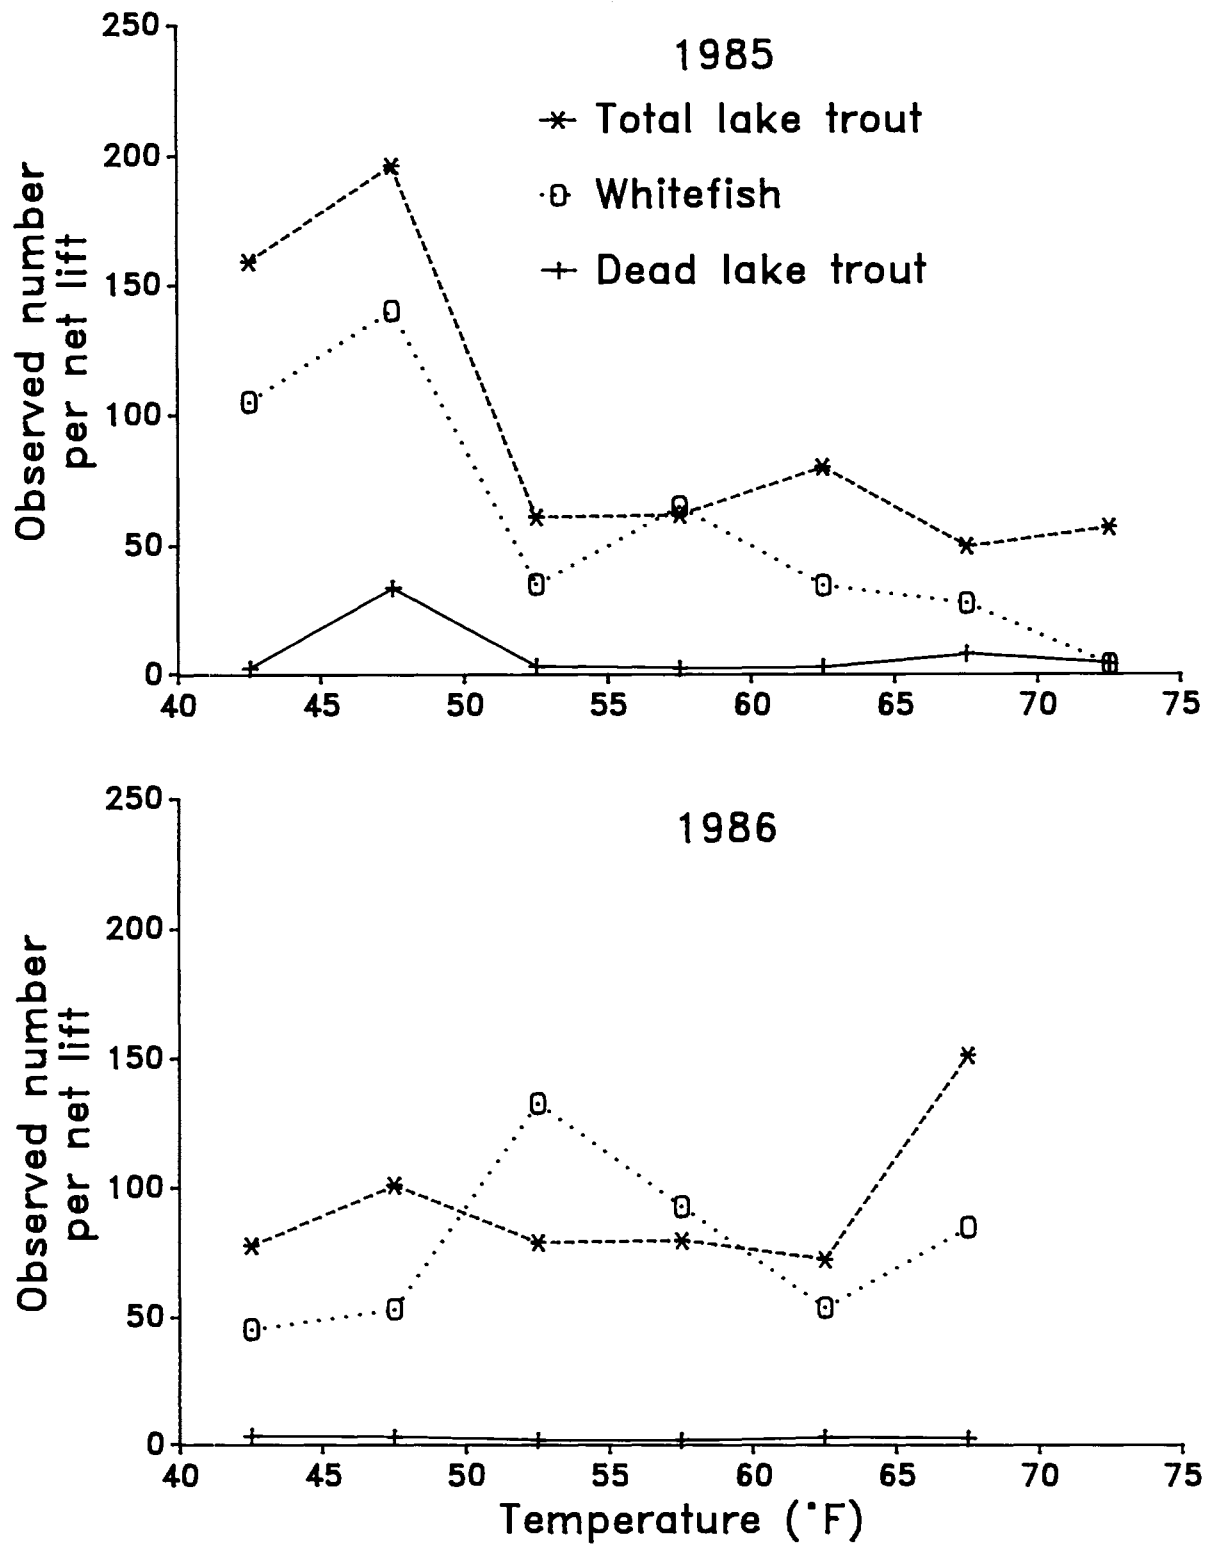 250
1985
Total lake trout
200
Whitefish
Dead lake trout
150
100
50
0
Observed number
per net lift
40 45 50 55 60 65 70 75
250
1986
200
150
100
50
0
Observed number
per net lift
40 45 50 55 60 65 70 75
Temperature (°F)